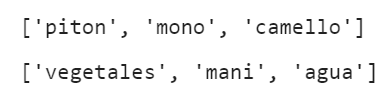 ['piton', 'mono', 'camello']
['vegetales', 'mani', 'agua']